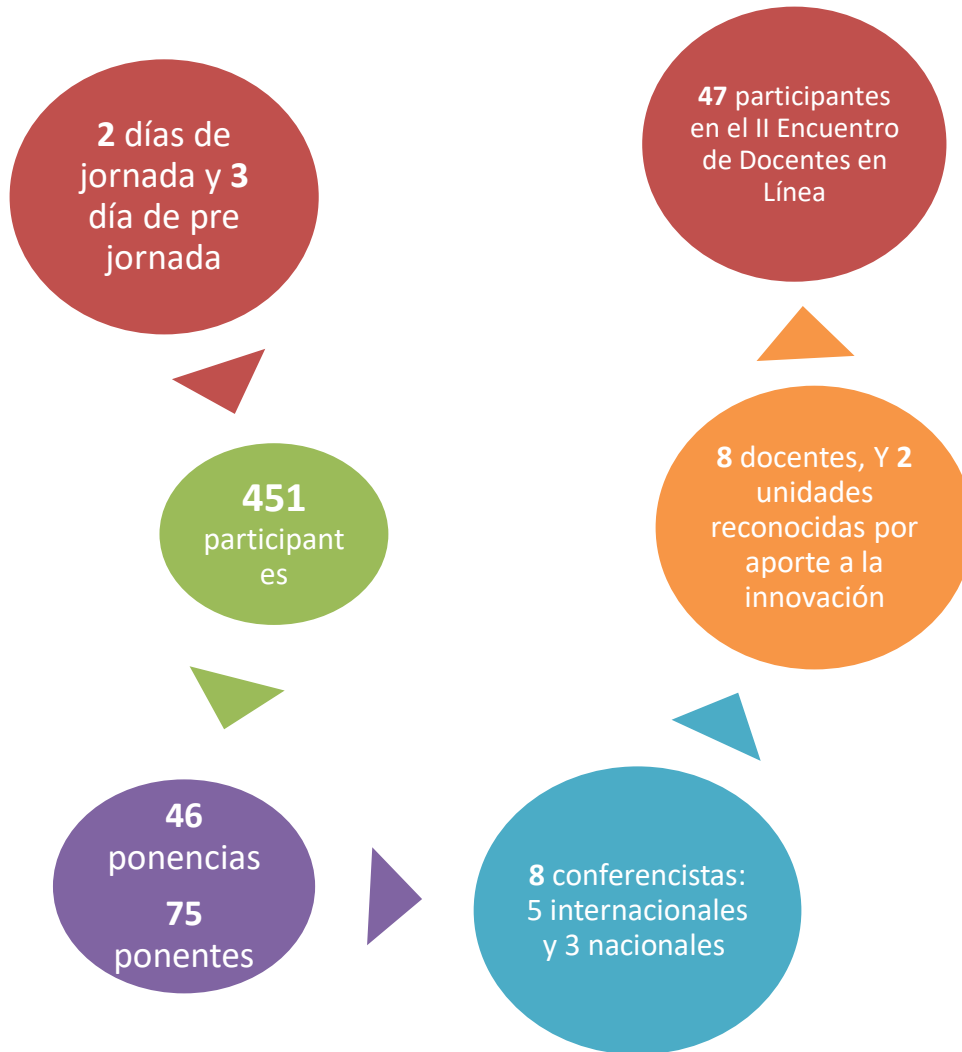 2 días de
jornada y 3
día de pre
jornada
451
participant
es
46
ponencias
75
ponentes
8 conferencistas:
5 internacionales
y 3 nacionales
8 docentes, Y 2
unidades
reconocidas por
aporte a la
innovación
47 participantes
en el II Encuentro
de Docentes en
Línea